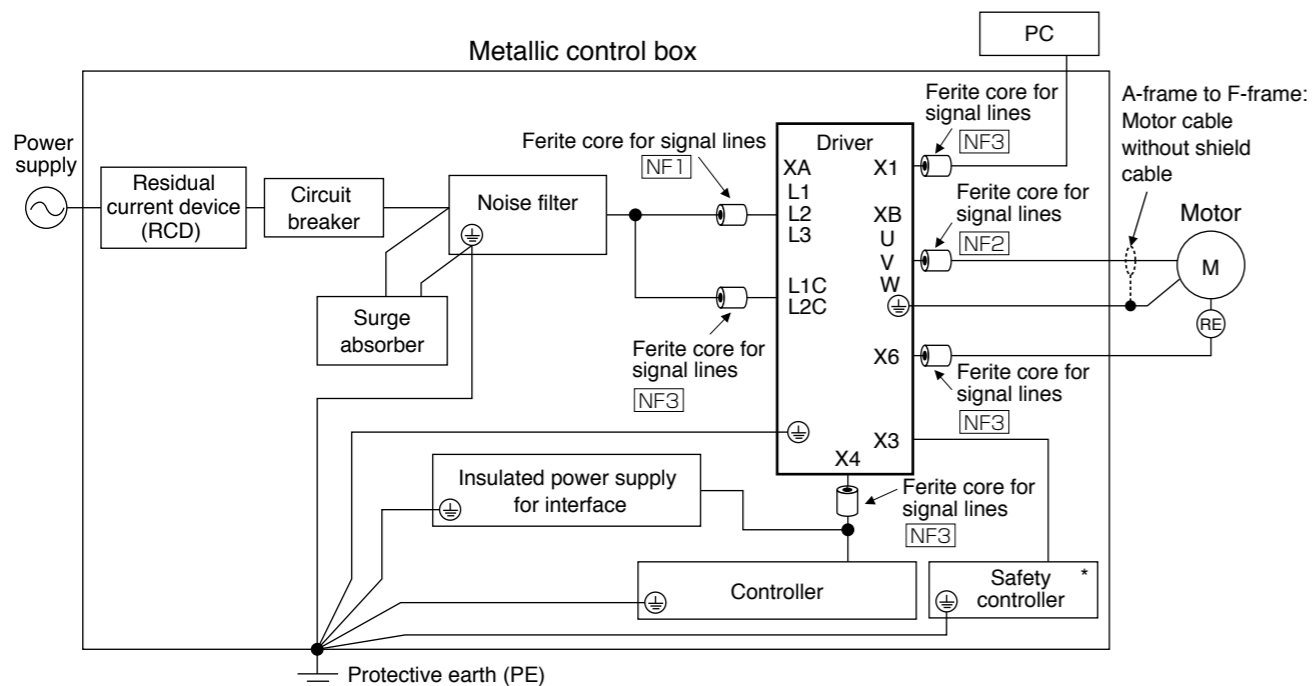 PC
Metallic control box
Ferite core for
signal lines
NF3
A-frame to F-frame:
Motor cable
without shield
cable
Power
supply
Residual
current device
(RCD)
Circuit
breaker
Noise filter
Surge
absorber
Ferite core for signal lines
NF1
Ferite core for
signal lines
NF3
Driver
XA
L1
L2
L3
L1C
L2C
X1
XB
U
V
W
X6
X3
X4
Ferite core for
signal lines
NF2
Motor
M
RE
Ferite core for
signal lines
NF3
Insulated power supply
for interface
Ferite core for
signal lines
NF3
Controller
Safety *
controller
Protective earth (PE)